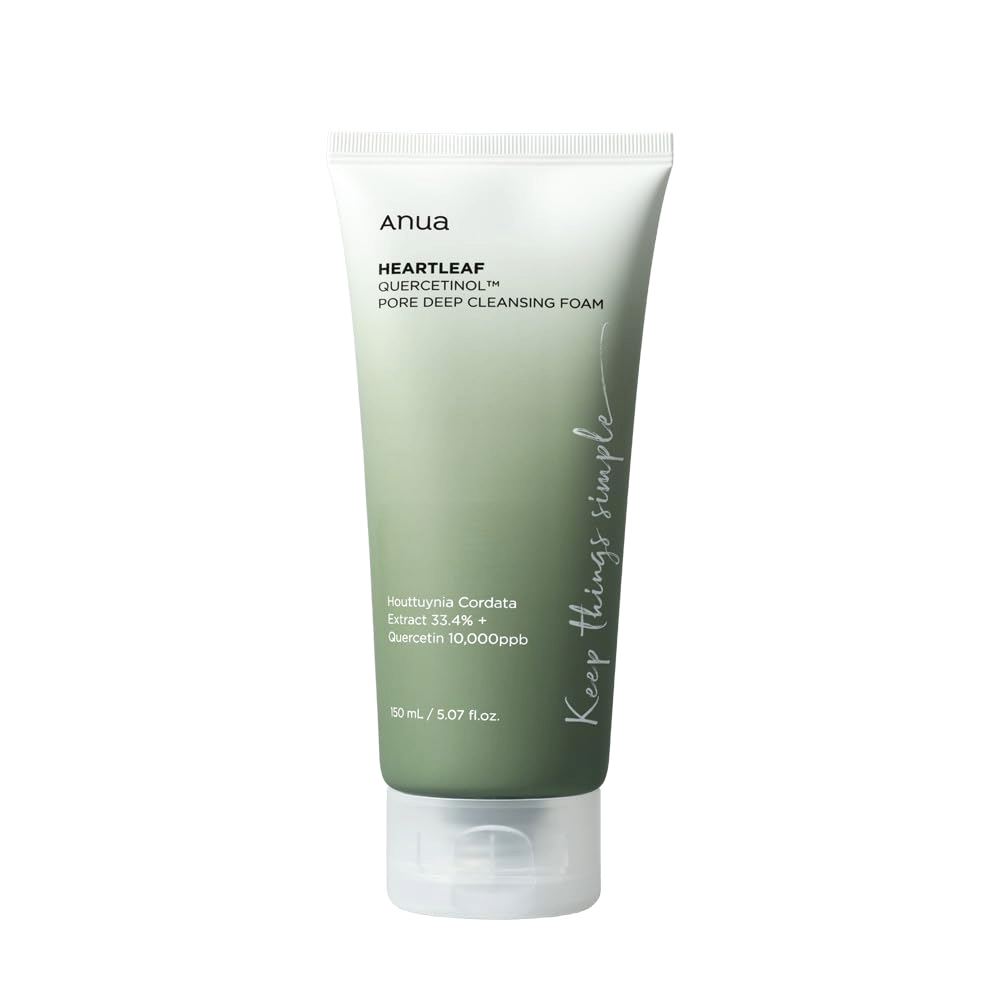 Anua
HEARTLEAF
QUERCETINOL™
PORE DEEP CLEANSING FOAM
Keep things simple
Houttuynia Cordata
Extract 33.4% +
Quercetin 10,000ppb
150 mL / 5.07 fl.oz.